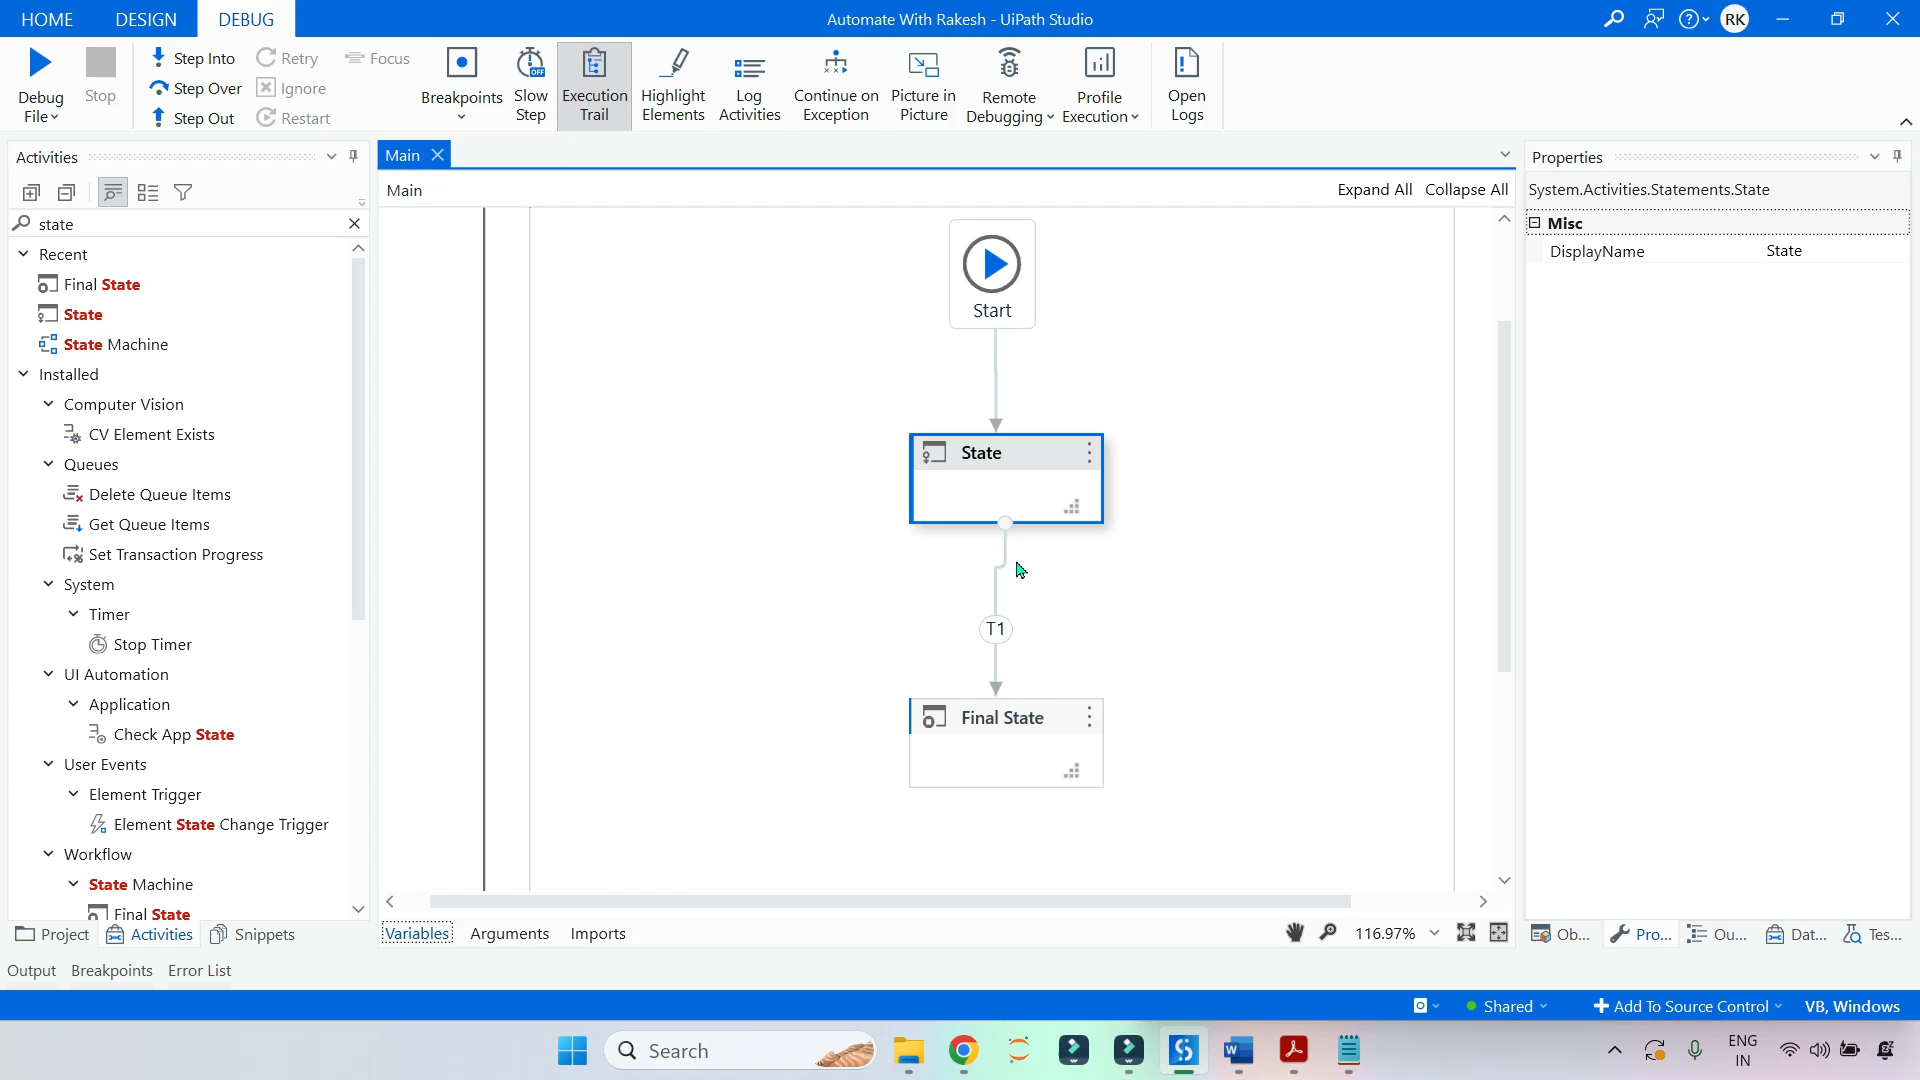 HOME DESIGN DEBUG Automate With Rakesh - UiPath Studio RK
Debug File Stop Step Into Step Over Step Out Retry Ignore Restart Focus Breakpoints OFF Slow Step Execution Trail Highlight Elements Log Activities Continue on Exception Picture in Picture Remote Debugging Profile Execution Open Logs
Activities
state
Recent
Final State
State
State Machine
Installed
Computer Vision
CV Element Exists
Queues
Delete Queue Items
Get Queue Items
Set Transaction Progress
System
Timer
Stop Timer
UI Automation
Application
Check App State
User Events
Element Trigger
Element State Change Trigger
Workflow
State Machine
Final State
Project Activities Snippets
Main
Main Expand All Collapse All
Start
State
T1
Final State
Variables Arguments Imports 116.97%
Properties
System.Activities.Statements.State
Misc
DisplayName State
Ob... Pro... Ou... Dat... Tes...
Output Breakpoints Error List
Shared Add To Source Control VB, Windows
Search ENG
IN